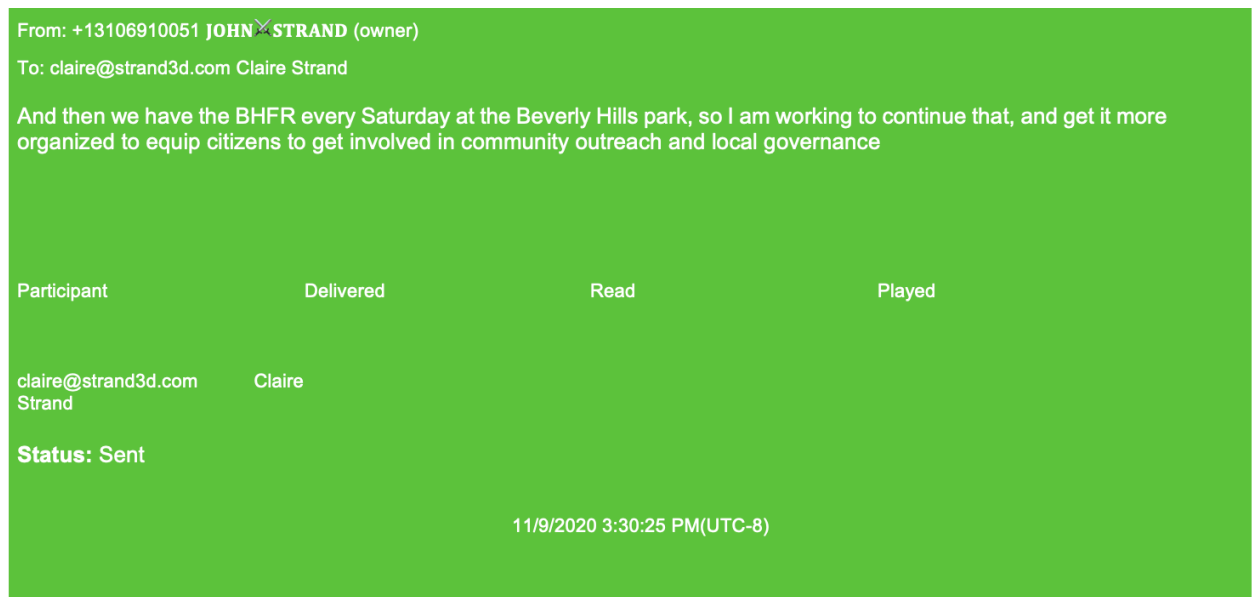 From: +13106910051 𝐉𝐎𝐇𝐍⚔️𝐒𝐓𝐑𝐀𝐍𝐃 (owner)
To: claire@strand3d.com Claire Strand
And then we have the BHFR every Saturday at the Beverly Hills park, so I am working to continue that, and get it more
organized to equip citizens to get involved in community outreach and local governance
Participant Delivered Read Played
claire@strand3d.com Claire
Strand
Status: Sent
11/9/2020 3:30:25 PM(UTC-8)